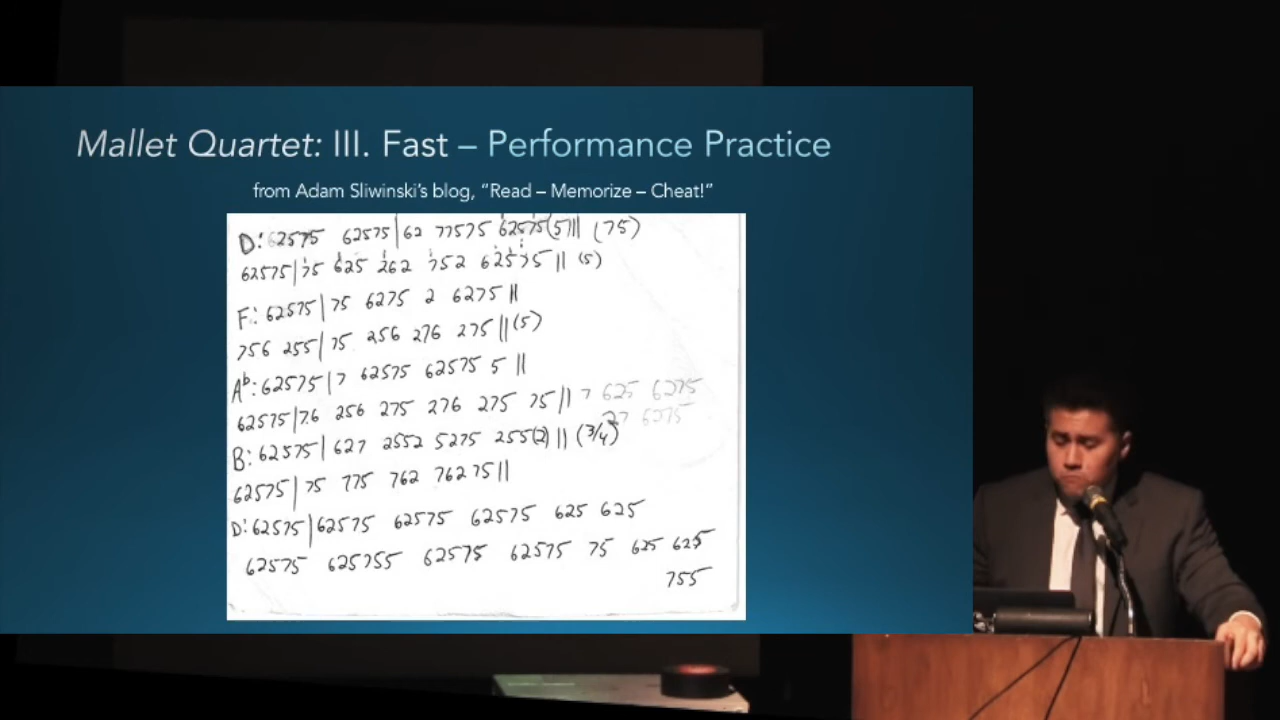 Mallet Quartet: III. Fast – Performance Practice
from Adam Sliwinski's blog, "Read – Memorize – Cheat!"
D: 62575 62575 | 62 77575 62575(5) || (75)
62575 | 75 625 262 752 62575 || (5)
F: 62575 | 75 6275 2 6275 ||
756 255 | 75 256 276 275 || (5)
Ab: 62575 | 7 62575 62575 5 ||
62575 | 76 256 275 276 275 75 || 7 625 6275
27 6275
B: 62575 | 627 2552 5275 255(2) || (3/4)
62575 | 75 775 762 76275 ||
D: 62575 | 62575 62575 62575 625 625
62575 625755 62575 62575 75 625 625
755